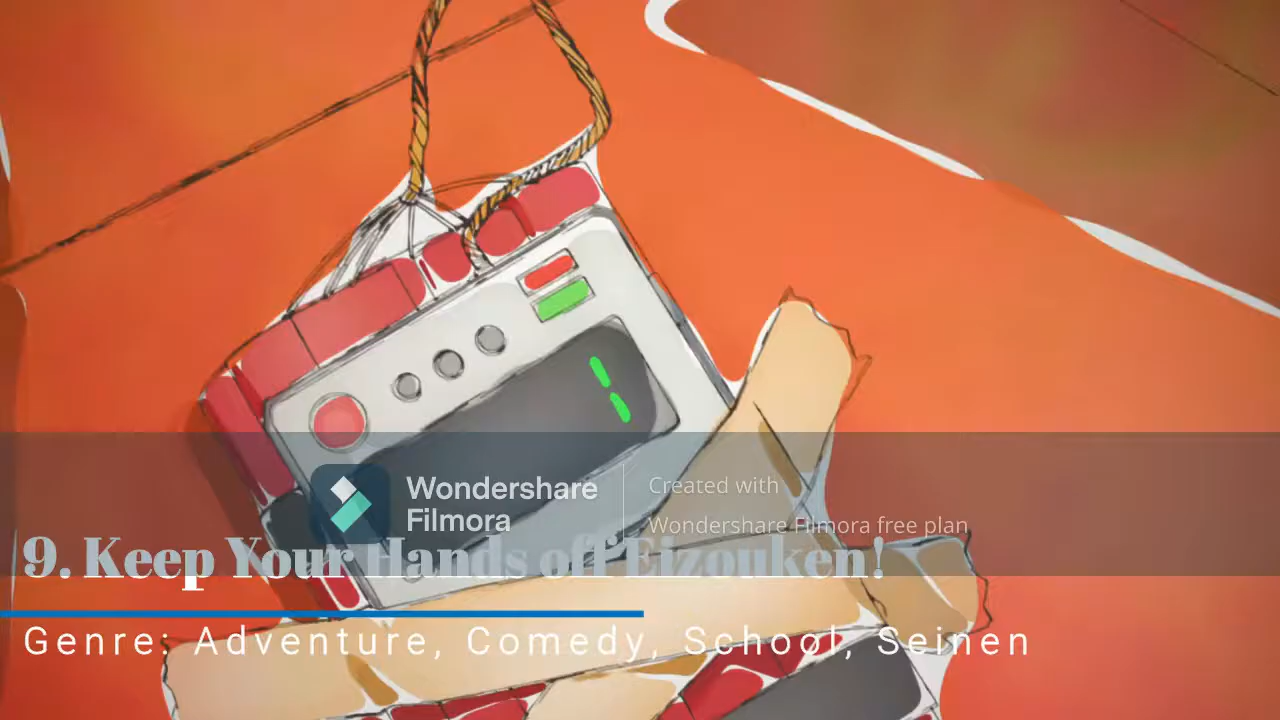 Wondershare
Filmora
Created with
Wondershare Filmora free plan
9. Keep Your Hands off Eizouken!
Genre: Adventure, Comedy, School, Seinen